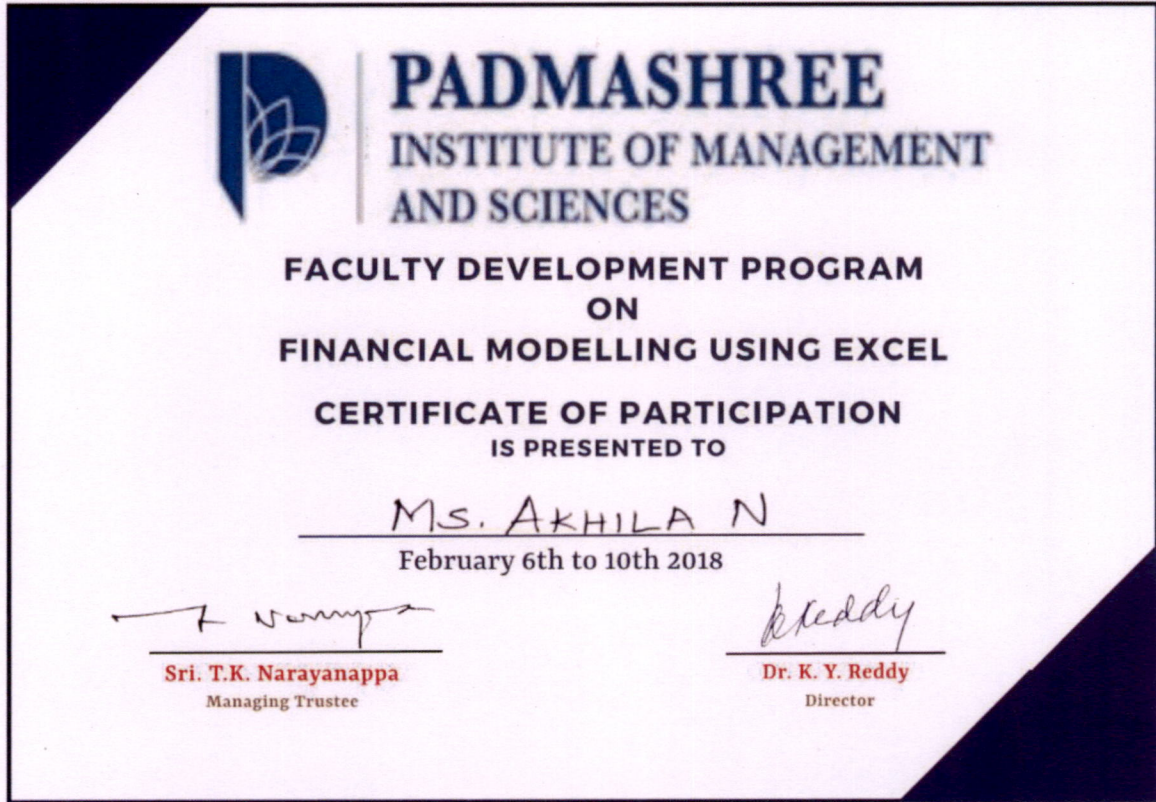 PADMASHREE
INSTITUTE OF MANAGEMENT
AND SCIENCES
FACULTY DEVELOPMENT PROGRAM
ON
FINANCIAL MODELLING USING EXCEL
CERTIFICATE OF PARTICIPATION
IS PRESENTED TO
MS. AKHILA N
February 6th to 10th 2018
Reddy
Sri. T.K. Narayanappa
Dr. K. Y. Reddy
Managing Trustee
Director